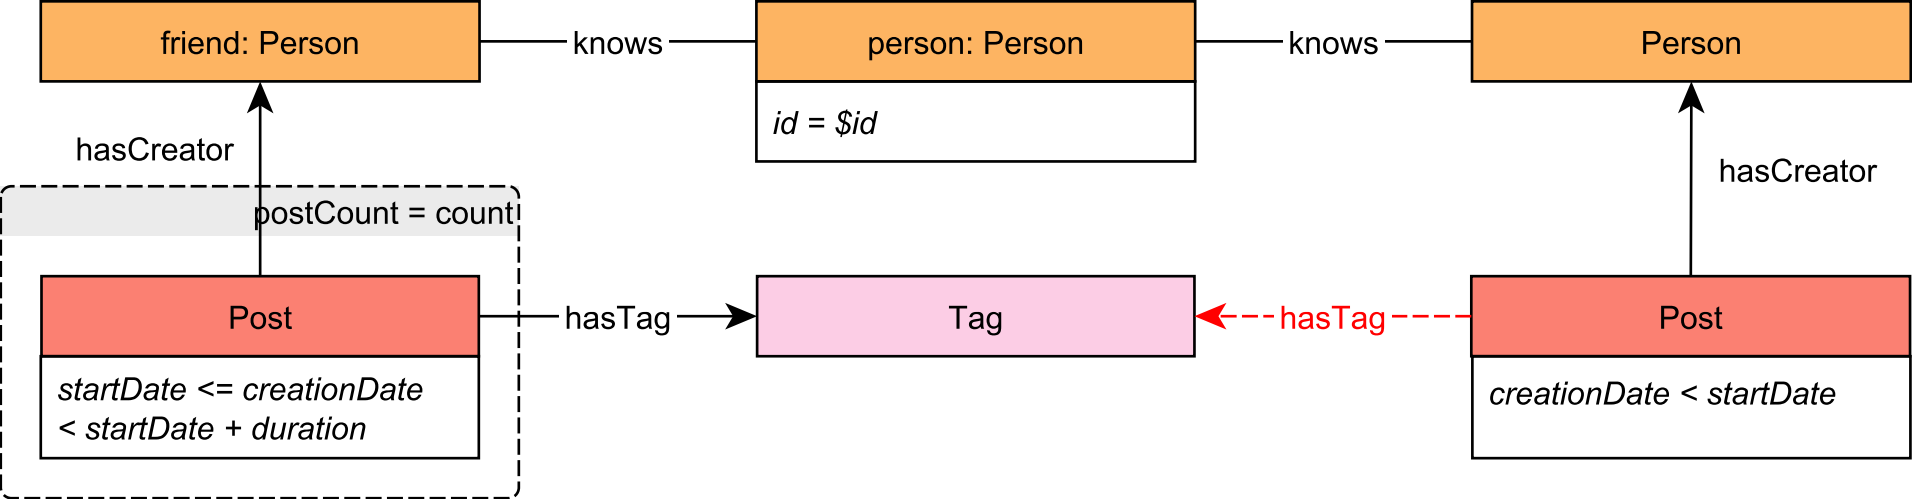 friend: Person
knows
person: Person
knows
Person
id = $id
hasCreator
hasCreator
postCount = count
Post
hasTag
Tag
hasTag
Post
startDate <= creationDate
< startDate + duration
creationDate < startDate